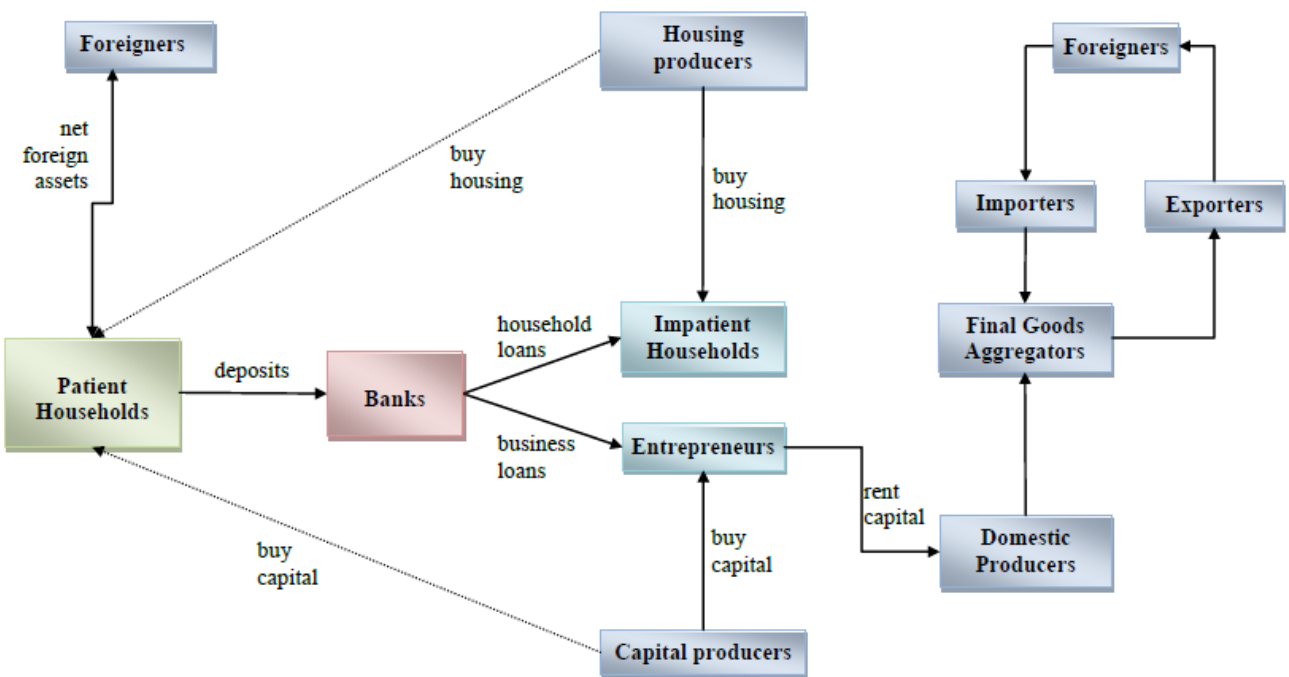 Foreigners
Housing
producers
Foreigners
net
foreign
assets
buy
housing
buy
housing
Importers
Exporters
Patient
Households
deposits
Banks
household
loans
Impatient
Households
Final Goods
Aggregators
business
loans
Entrepreneurs
rent
capital
buy
capital
buy
capital
Domestic
Producers
Capital producers